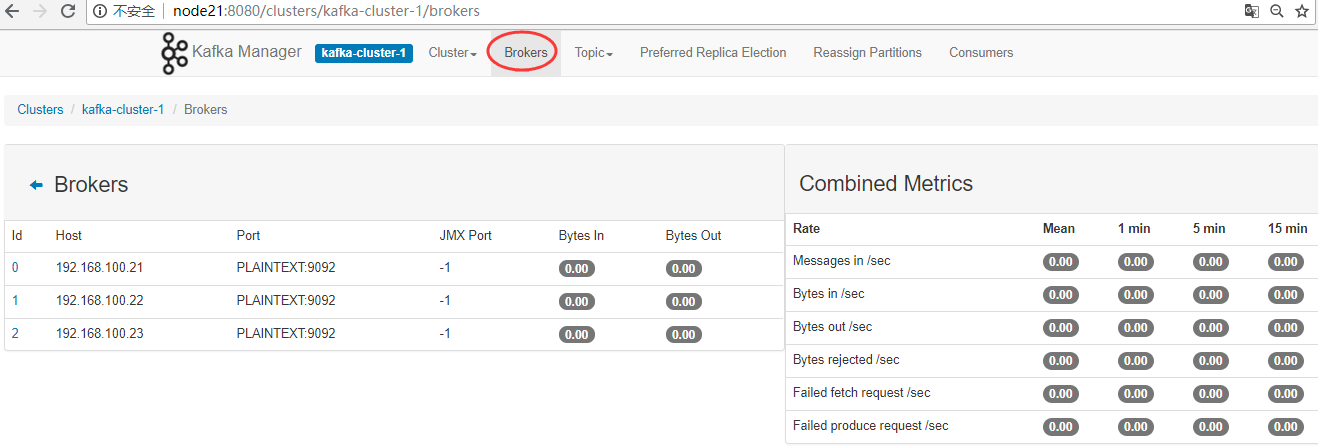 不安全 node21:8080/clusters/kafka-cluster-1/brokers
Kafka Manager kafka-cluster-1 Cluster Brokers Topic Preferred Replica Election Reassign Partitions Consumers
Clusters / kafka-cluster-1 / Brokers
Brokers
Id Host Port JMX Port Bytes In Bytes Out
0 192.168.100.21 PLAINTEXT:9092 -1 0.00 0.00
1 192.168.100.22 PLAINTEXT:9092 -1 0.00 0.00
2 192.168.100.23 PLAINTEXT:9092 -1 0.00 0.00
Combined Metrics
Rate Mean 1 min 5 min 15 min
Messages in /sec 0.00 0.00 0.00 0.00
Bytes in /sec 0.00 0.00 0.00 0.00
Bytes out /sec 0.00 0.00 0.00 0.00
Bytes rejected /sec 0.00 0.00 0.00 0.00
Failed fetch request /sec 0.00 0.00 0.00 0.00
Failed produce request /sec 0.00 0.00 0.00 0.00